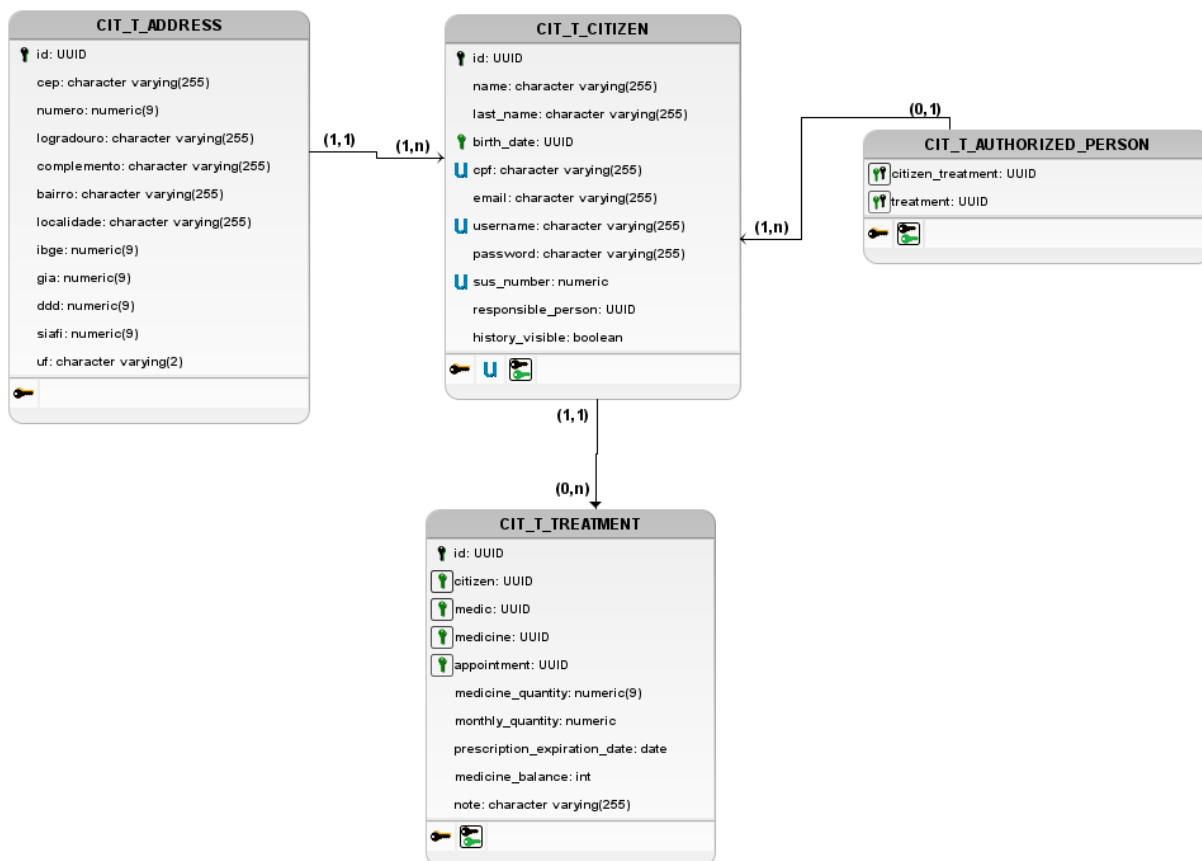 CIT_T_ADDRESS
id: UUID
cep: character varying(255)
numero: numeric(9)
logradouro: character varying(255)
complemento: character varying(255)
bairro: character varying(255)
localidade: character varying(255)
ibge: numeric(9)
gia: numeric(9)
ddd: numeric(9)
siafi: numeric(9)
uf: character varying(2)
(1,1)
(1,n)
CIT_T_CITIZEN
id: UUID
name: character varying(255)
last_name: character varying(255)
birth_date: UUID
U cpf: character varying(255)
email: character varying(255)
U username: character varying(255)
password: character varying(255)
U sus_number: numeric
responsible_person: UUID
history_visible: boolean
U
(0,1)
(1,n)
CIT_T_AUTHORIZED_PERSON
citizen_treatment: UUID
treatment: UUID
(1,1)
(0,n)
CIT_T_TREATMENT
id: UUID
citizen: UUID
medic: UUID
medicine: UUID
appointment: UUID
medicine_quantity: numeric(9)
monthly_quantity: numeric
prescription_expiration_date: date
medicine_balance: int
note: character varying(255)